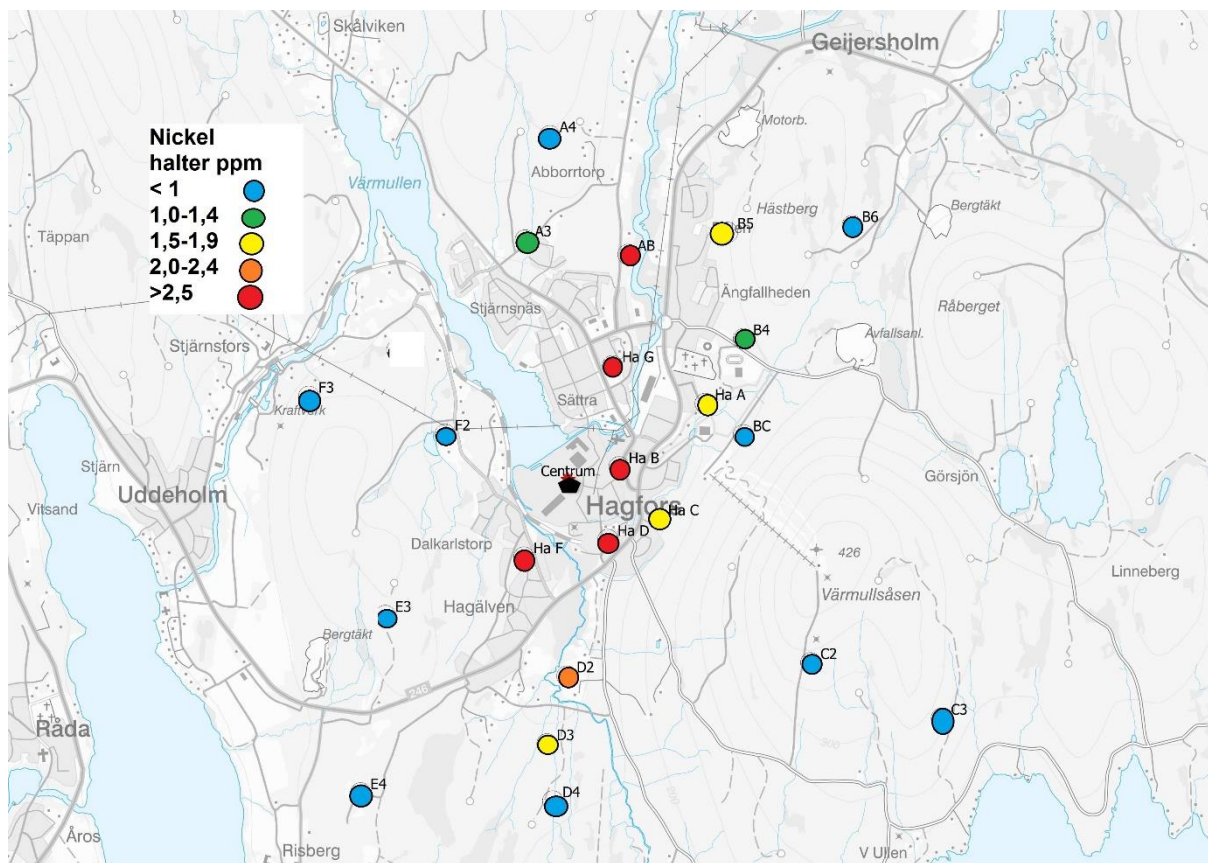 Skålviken
Geijersholm
Nickel
halter ppm
< 1
1,0-1,4
1,5-1,9
2,0-2,4
>2,5
A4
Motorb.
Abborrtorp
Värmullen
Hästberg
Bergtäkt
B5
B6
Täppan
A3
AB
Ängfallheden
Råberget
Stjärnsnäs
Stjärnsfors
B4
Avfallsanl.
Ha G
F3
Kraftverk
Sättra
Ha A
F2
BC
Stjärn
Centrum
Ha B
Görsjön
Uddeholm
Vitsand
Hagfors
Ha C
Ha D
Dalkarlstorp
Ha F
426
Linneberg
Värmullsåsen
Hagälven
E3
Bergtäkt
D2
C2
246
C3
Råda
D3
300
E4
D4
200
Åros
Risberg
V Ullen